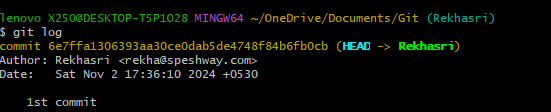 lenovo X250@DESKTOP-T5P1O28 MINGW64 ~/OneDrive/Documents/Git (Rekhasri)
$ git log
commit 6e7ffa1306393aa30ce0dab5de4748f84b6fb0cb (HEAD -> Rekhasri)
Author: Rekhasri <rekha@speshway.com>
Date:   Sat Nov 2 17:36:10 2024 +0530
1st commit